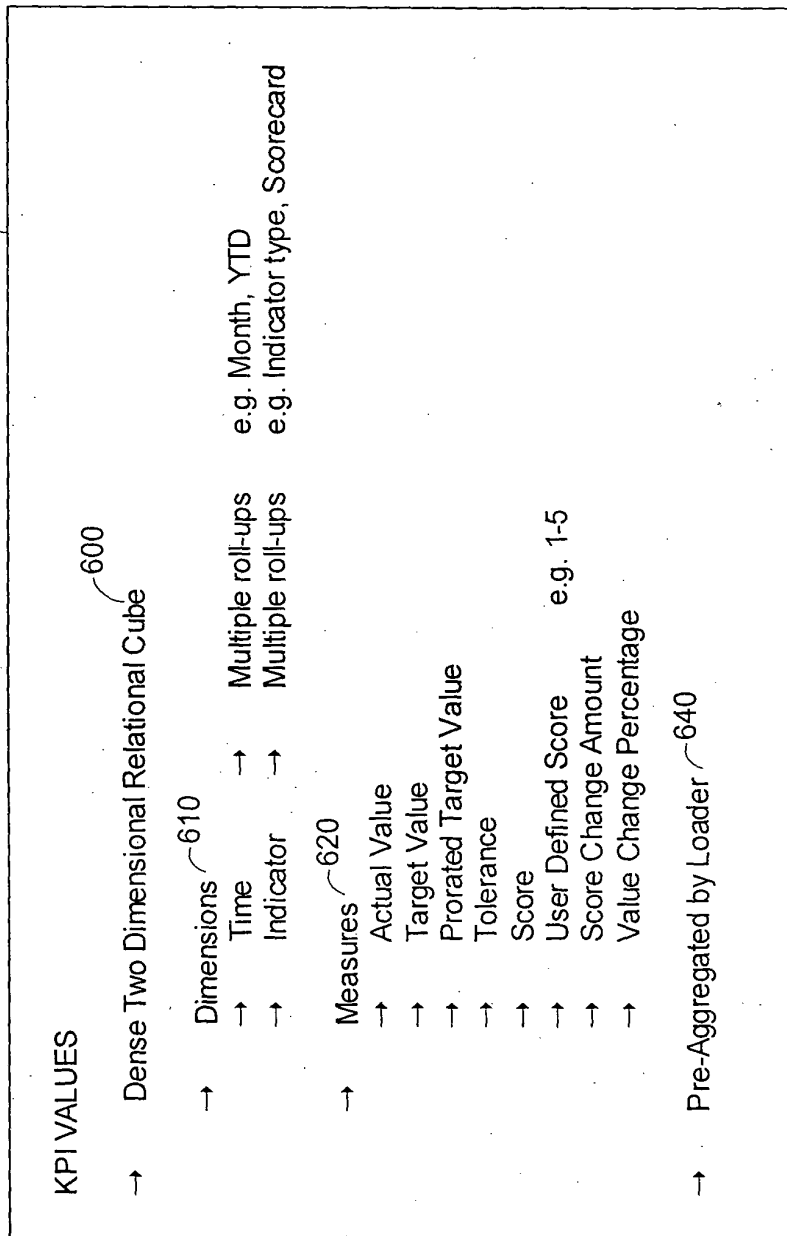 KPI VALUES
→ Dense Two Dimensional Relational Cube 600
→ Dimensions 610
→ Time → Multiple roll-ups e.g. Month, YTD
→ Indicator → Multiple roll-ups e.g. Indicator type, Scorecard
→ Measures 620
→ Actual Value
→ Target Value
→ Prorated Target Value
→ Tolerance
→ Score
→ User Defined Score e.g. 1-5
→ Score Change Amount
→ Value Change Percentage
→ Pre-Aggregated by Loader 640